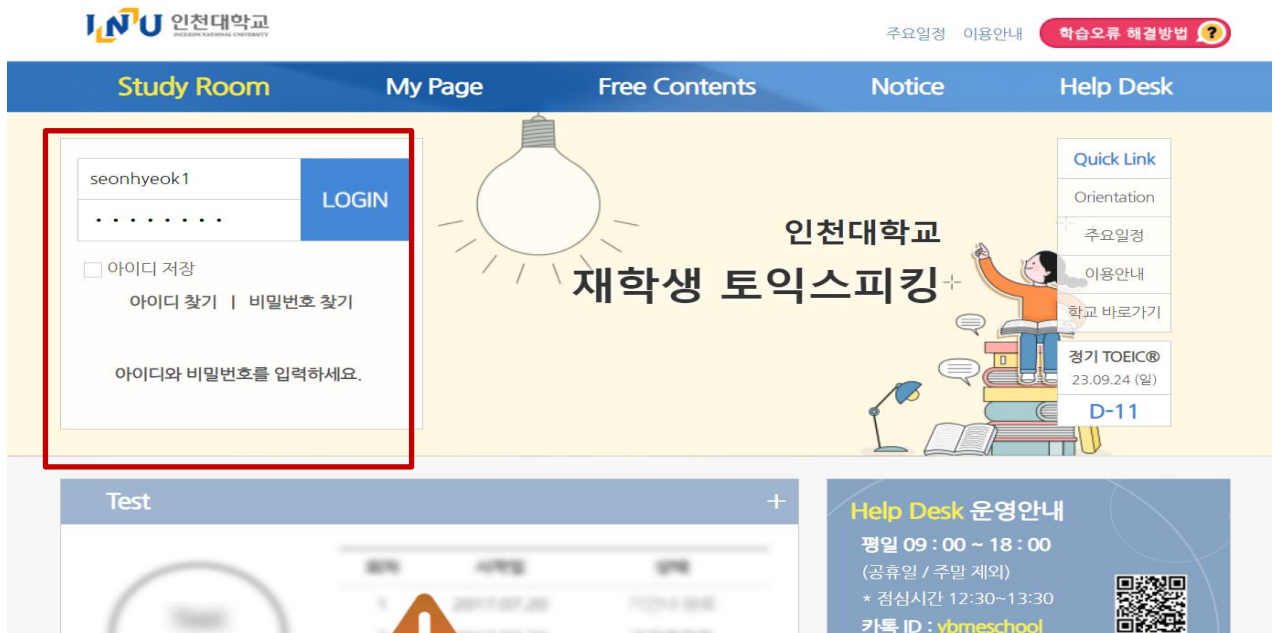 INU 인천대학교
INCHEON NATIONAL UNIVERSITY
주요일정 이용안내 학습오류 해결방법 ?
Study Room My Page Free Contents Notice Help Desk
seonhyeok1
LOGIN
아이디 저장
아이디 찾기 | 비밀번호 찾기
아이디와 비밀번호를 입력하세요.
인천대학교
재학생 토익스피킹
Quick Link
Orientation
주요일정
이용안내
학교 바로가기
정기 TOEIC®
23.09.24 (일)
D-11
Test +
Help Desk 운영안내
평일 09 : 00 ~ 18 : 00
(공휴일 / 주말 제외)
* 점심시간 12:30~13:30
카톡 ID : ybmeschool